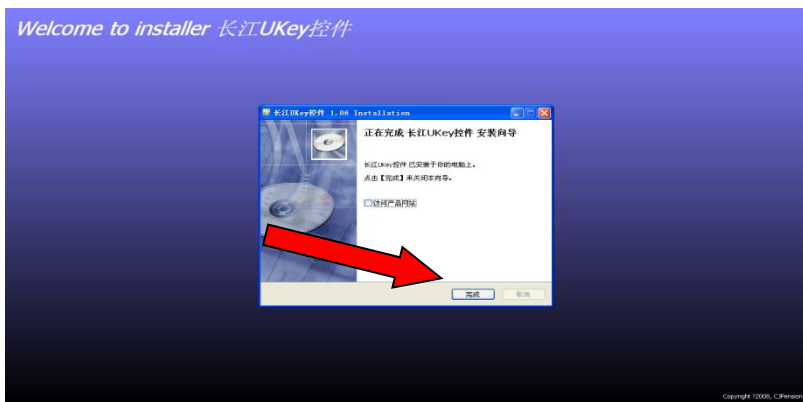 Welcome to installer 长江UKey控件
长江UKey控件 1.06 Installation
正在完成 长江UKey控件 安装向导
长江UKey控件 已安装于你的电脑上。
点击【完成】来关闭本向导。
访问产品网站
完成
取消
Copyright ?2008, CJPension